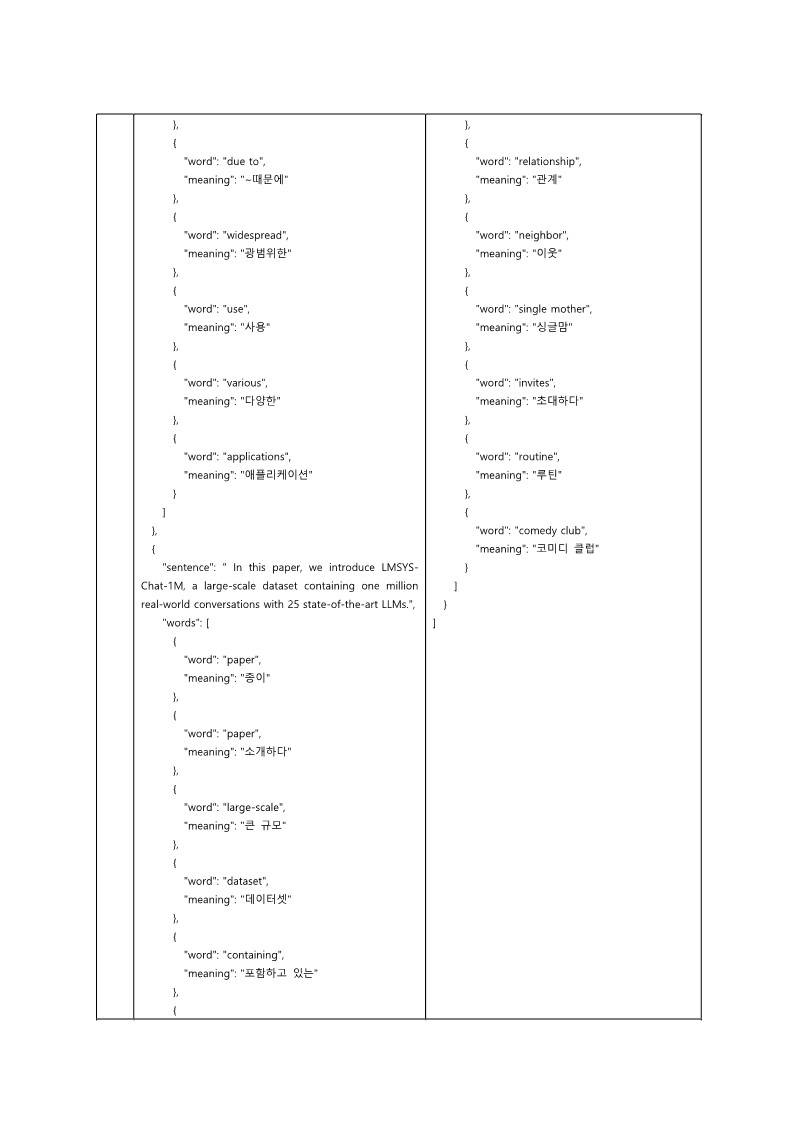 },
{
"word": "due to",
"meaning": "~때문에"
},
{
"word": "widespread",
"meaning": "광범위한"
},
{
"word": "use",
"meaning": "사용"
},
{
"word": "various",
"meaning": "다양한"
},
{
"word": "applications",
"meaning": "애플리케이션"
}
]
},
{
"sentence": " In this paper, we introduce LMSYS-
Chat-1M, a large-scale dataset containing one million
real-world conversations with 25 state-of-the-art LLMs.",
"words": [
{
"word": "paper",
"meaning": "종이"
},
{
"word": "paper",
"meaning": "소개하다"
},
{
"word": "large-scale",
"meaning": "큰 규모"
},
{
"word": "dataset",
"meaning": "데이터셋"
},
{
"word": "containing",
"meaning": "포함하고 있는"
},
{
},
{
"word": "relationship",
"meaning": "관계"
},
{
"word": "neighbor",
"meaning": "이웃"
},
{
"word": "single mother",
"meaning": "싱글맘"
},
{
"word": "invites",
"meaning": "초대하다"
},
{
"word": "routine",
"meaning": "루틴"
},
{
"word": "comedy club",
"meaning": "코미디 클럽"
}
]
}
]